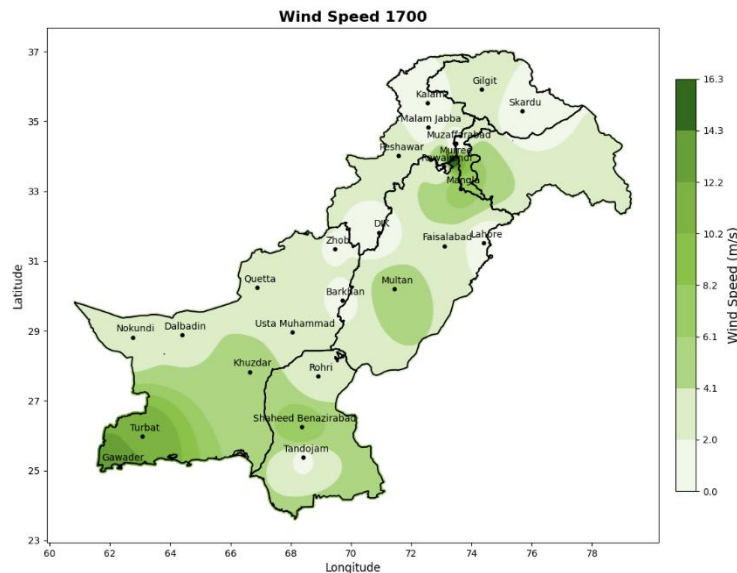 Wind Speed 1700
37
35
33
31
29
27
25
23
Latitude
60
62
64
66
68
70
72
74
76
78
Longitude
Gilgit
Kalam
Skardu
Malam Jabba
Muzaffarabad
Murree
Peshawar
Rawalpindi
Mangla
DIK
Zhob
Faisalabad
Lahore
Quetta
Barkhan
Multan
Nokundi
Dalbadin
Usta Muhammad
Khuzdar
Rohri
Shaheed Benazirabad
Turbat
Gawader
Tandojam
16.3
14.3
12.2
10.2
8.2
6.1
4.1
2.0
0.0
Wind Speed (m/s)